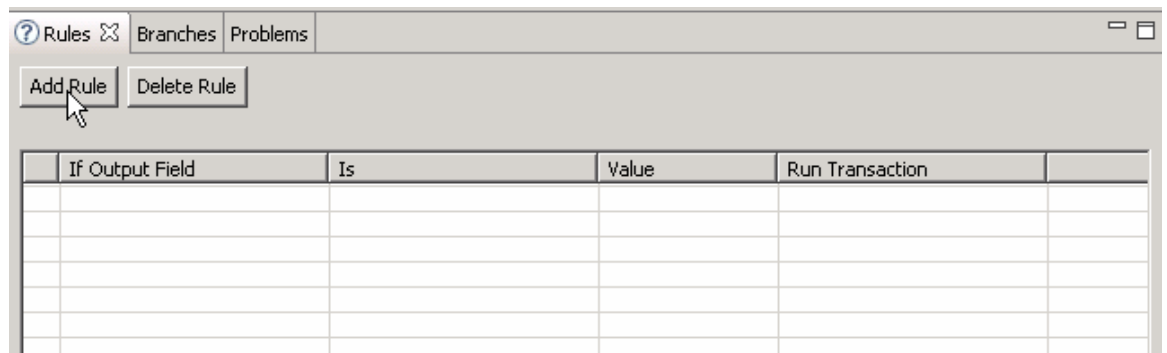 Rules Branches Problems
Add Rule Delete Rule
If Output Field Is Value Run Transaction